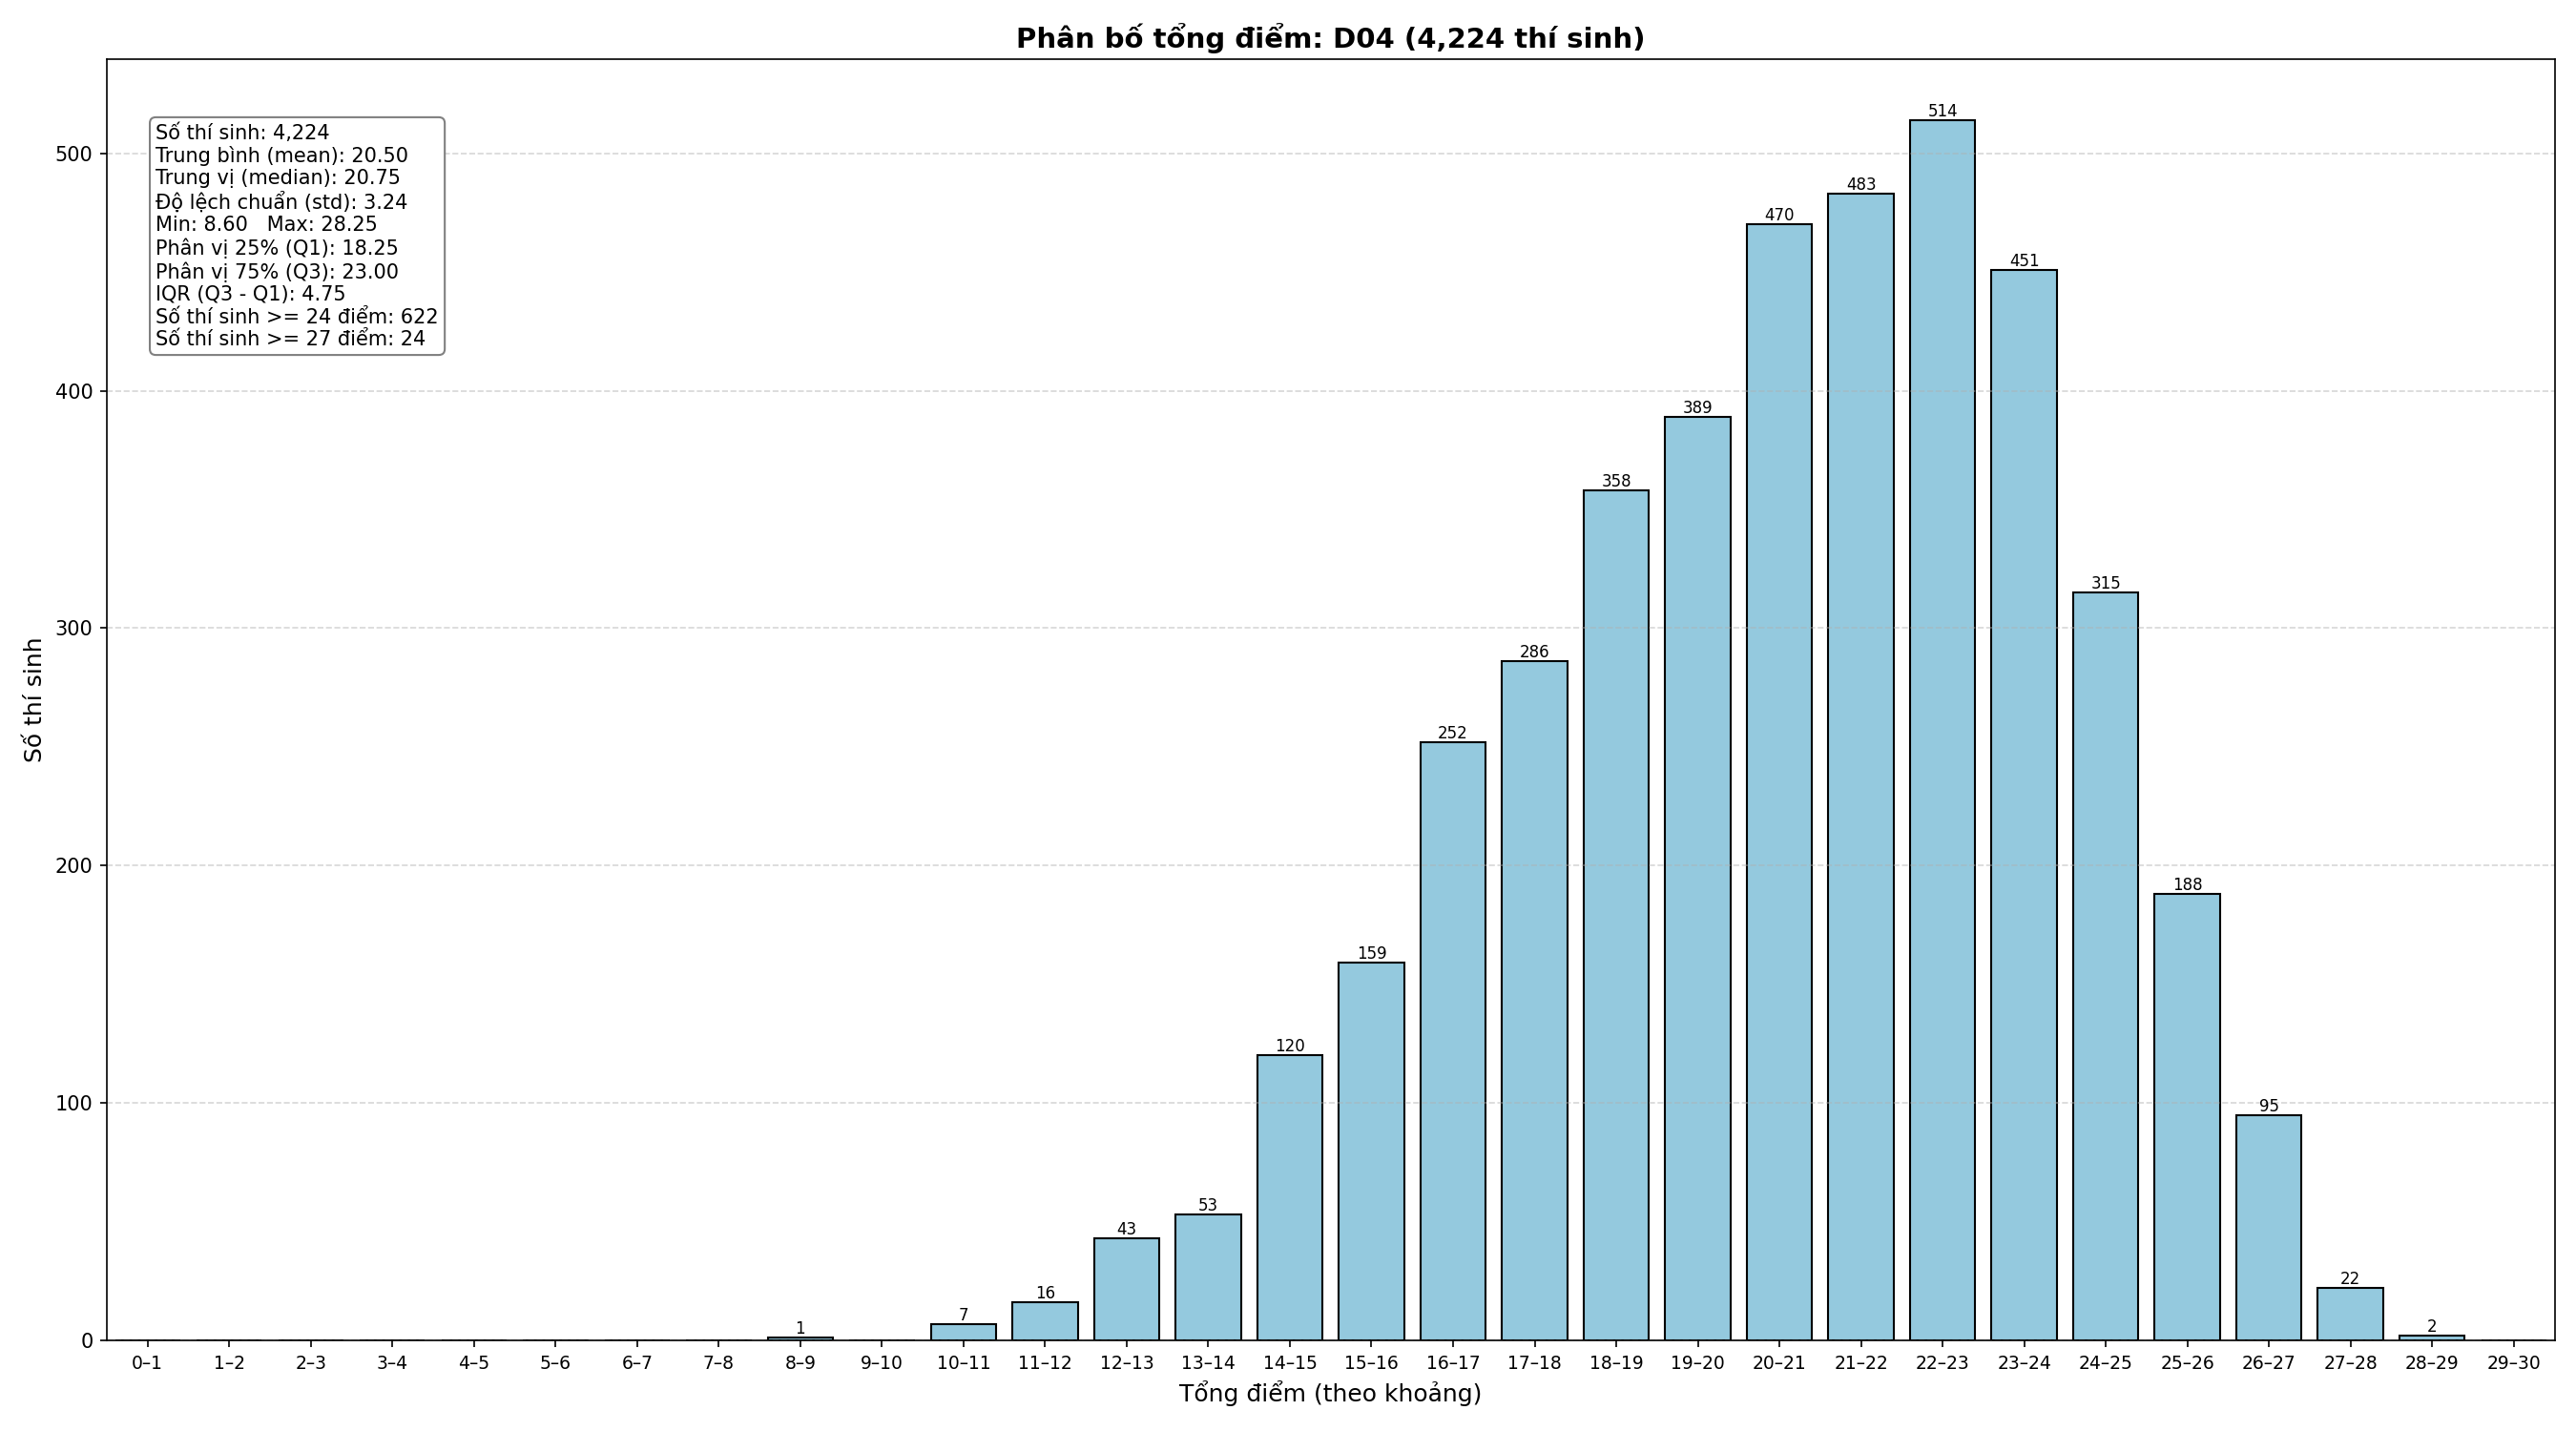 Phân bố tổng điểm: D04 (4,224 thí sinh)
Số thí sinh: 4,224
Trung bình (mean): 20.50
Trung vị (median): 20.75
Độ lệch chuẩn (std): 3.24
Min: 8.60   Max: 28.25
Phân vị 25% (Q1): 18.25
Phân vị 75% (Q3): 23.00
IQR (Q3 - Q1): 4.75
Số thí sinh >= 24 điểm: 622
Số thí sinh >= 27 điểm: 24
Số thí sinh
500
400
300
200
100
0
1
7
16
43
53
120
159
252
286
358
389
470
483
514
451
315
188
95
22
2
0–1 1–2 2–3 3–4 4–5 5–6 6–7 7–8 8–9 9–10 10–11 11–12 12–13 13–14 14–15 15–16 16–17 17–18 18–19 19–20 20–21 21–22 22–23 23–24 24–25 25–26 26–27 27–28 28–29 29–30
Tổng điểm (theo khoảng)